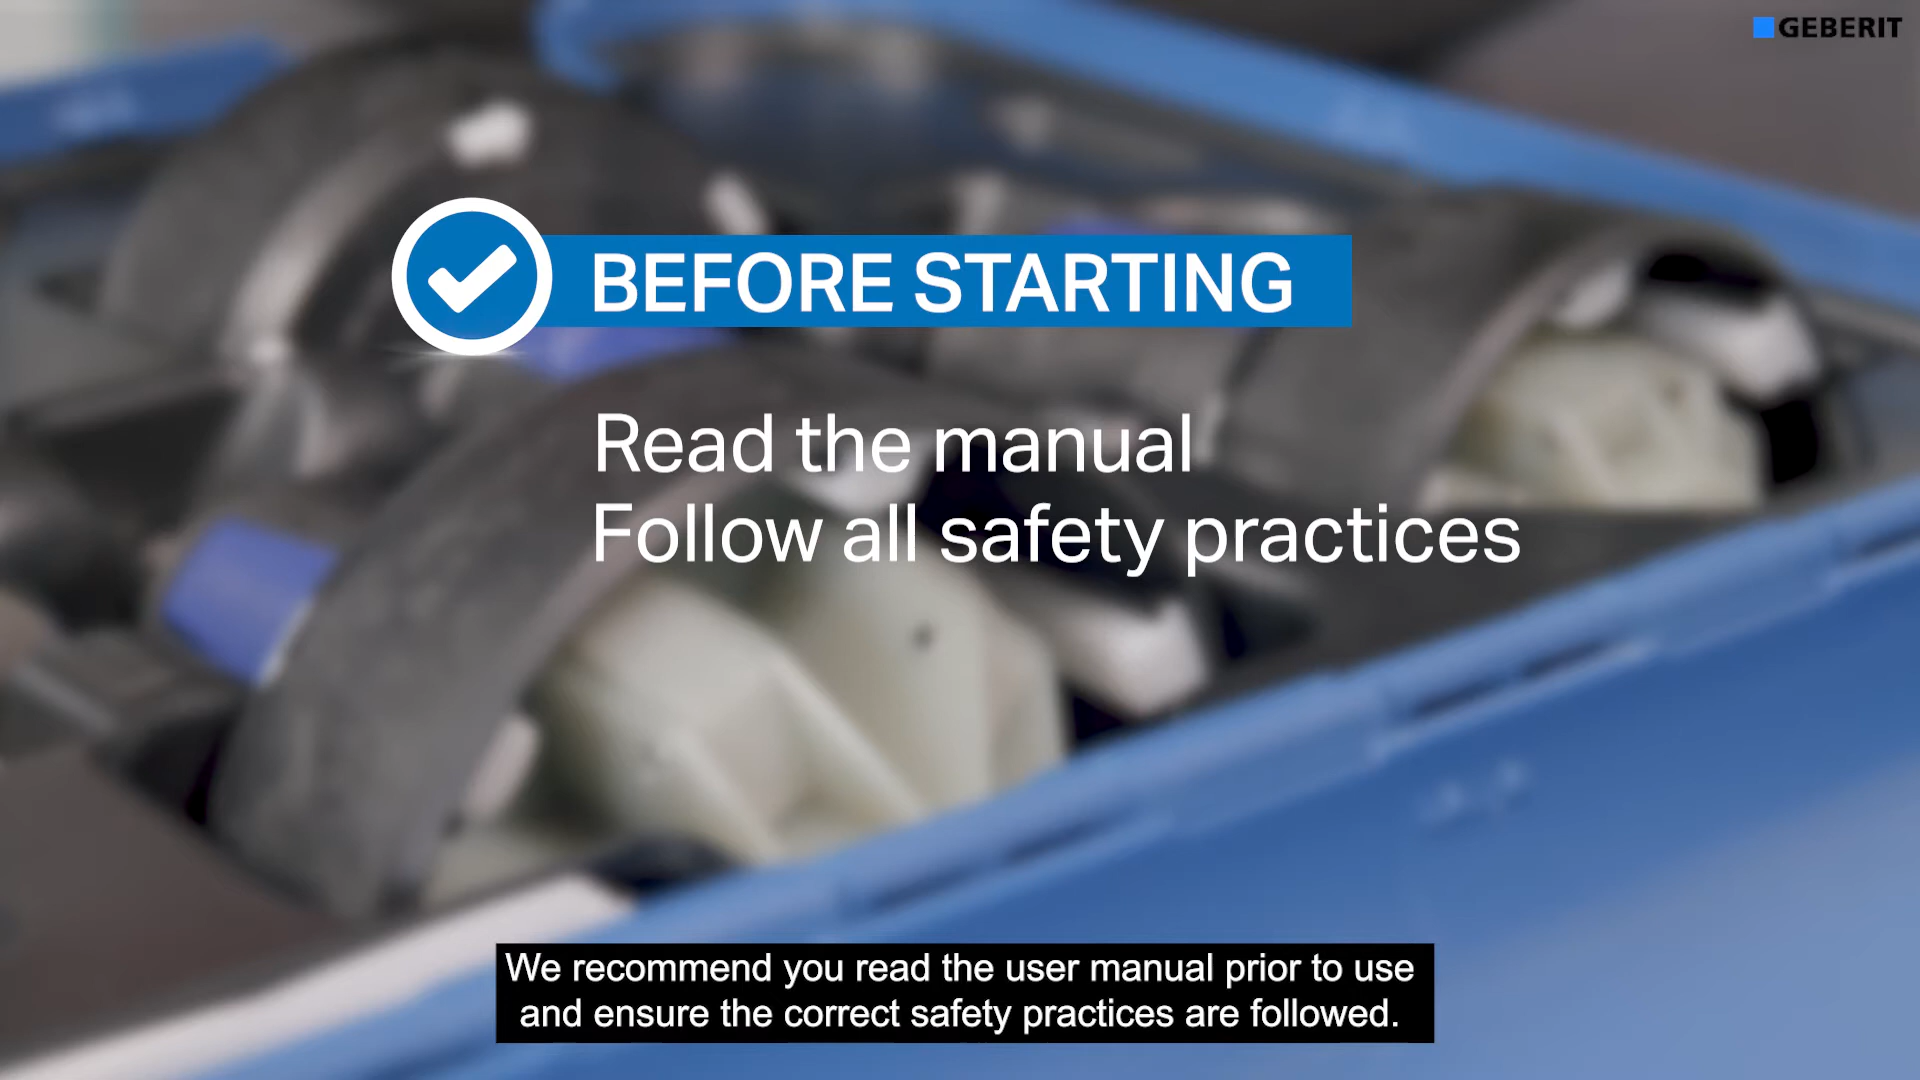 GEBERIT
BEFORE STARTING
Read the manual
Follow all safety practices
We recommend you read the user manual prior to use
and ensure the correct safety practices are followed.